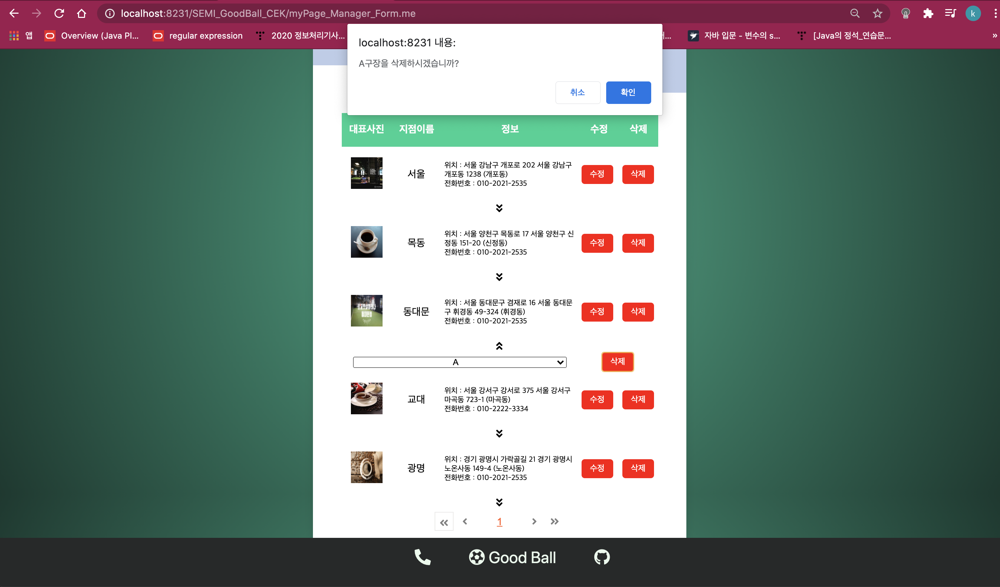 localhost:8231/SEMI_GoodBall_CEK/myPage_Manager_Form.me
k
앱
Overview (Java Pl...
regular expression
2020 정보처리기사...
자바 입문 - 변수의 s...
[Java의 정석_연습문...
»
localhost:8231 내용:
A구장을 삭제하시겠습니까?
취소
확인
대표사진 지점이름 정보 수정 삭제
서울
위치 : 서울 강남구 개포로 202 서울 강남구
개포동 1238 (개포동)
전화번호 : 010-2021-2535
수정 삭제
목동
위치 : 서울 양천구 목동로 17 서울 양천구 신
정동 151-20 (신정동)
전화번호 : 010-2021-2535
수정 삭제
동대문
위치 : 서울 동대문구 겸재로 16 서울 동대문
구 휘경동 49-324 (휘경동)
전화번호 : 010-2021-2535
수정 삭제
A
삭제
교대
위치 : 서울 강서구 강서로 375 서울 강서구
마곡동 723-1 (마곡동)
전화번호 : 010-2222-3334
수정 삭제
광명
위치 : 경기 광명시 가락골길 21 경기 광명시
노온사동 149-4 (노온사동)
전화번호 : 010-2021-2535
수정 삭제
1
Good Ball